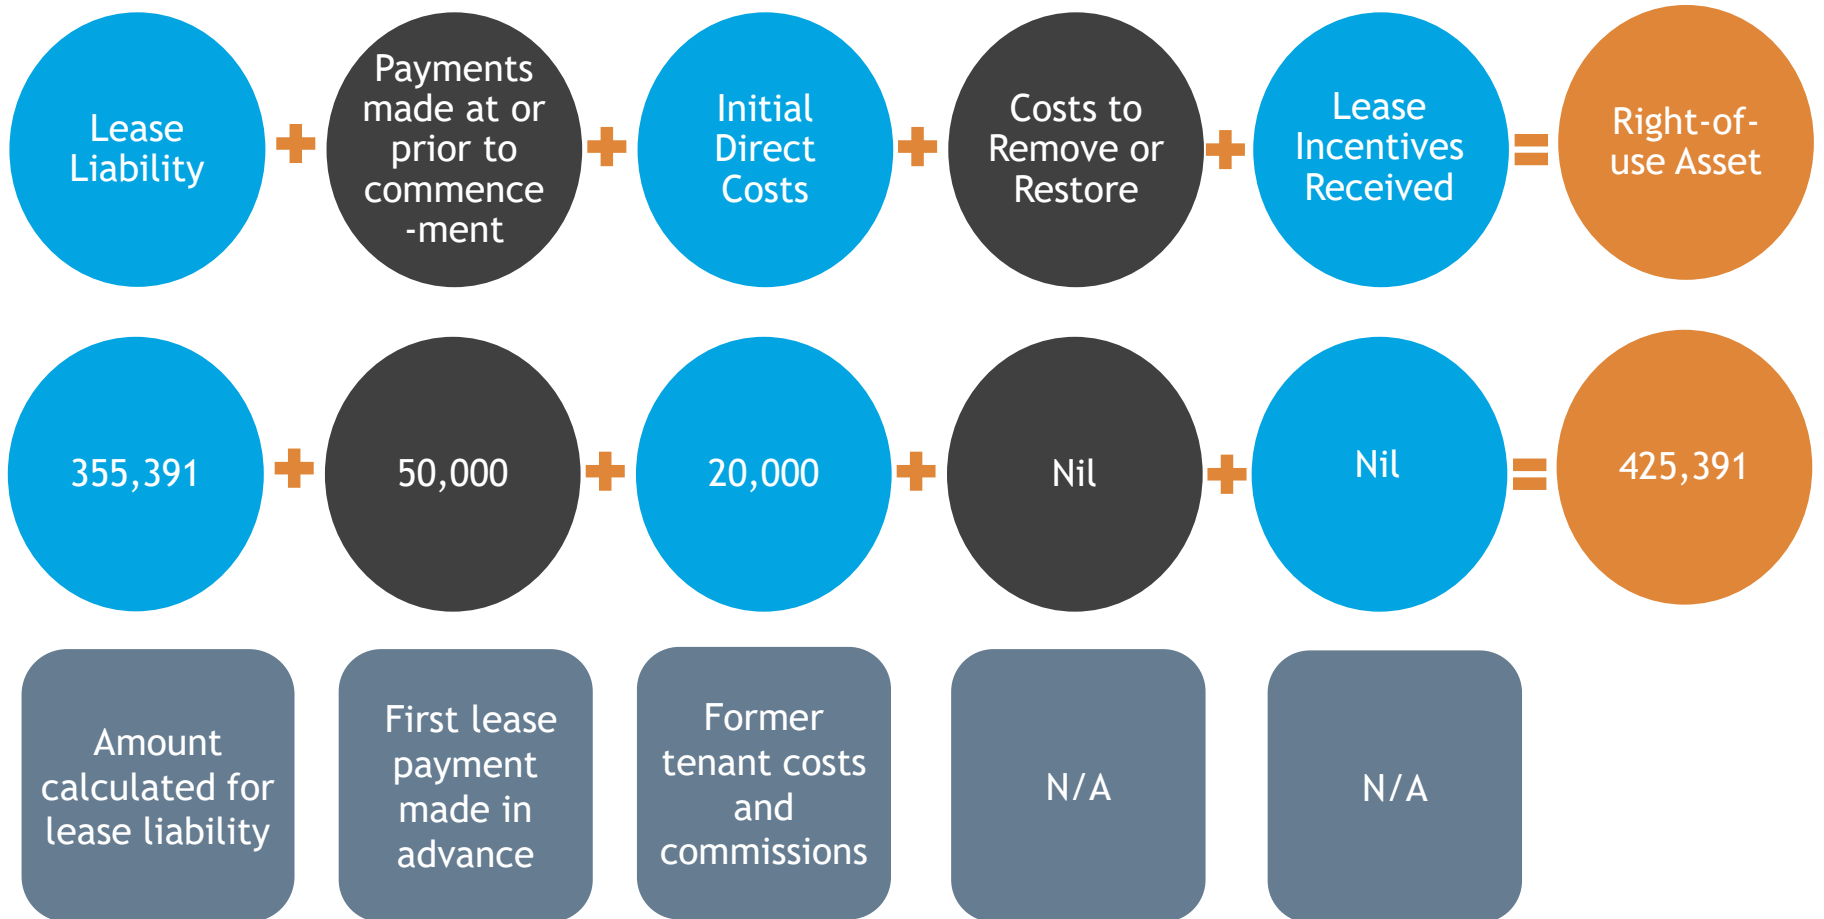 Lease
Liability
Payments
made at or
prior to
commence
-ment
Initial
Direct
Costs
Costs to
Remove or
Restore
Lease
Incentives
Received
Right-of-
use Asset
355,391
50,000
20,000
Nil
Nil
425,391
Amount
calculated for
lease liability
First lease
payment
made in
advance
Former
tenant costs
and
commissions
N/A
N/A